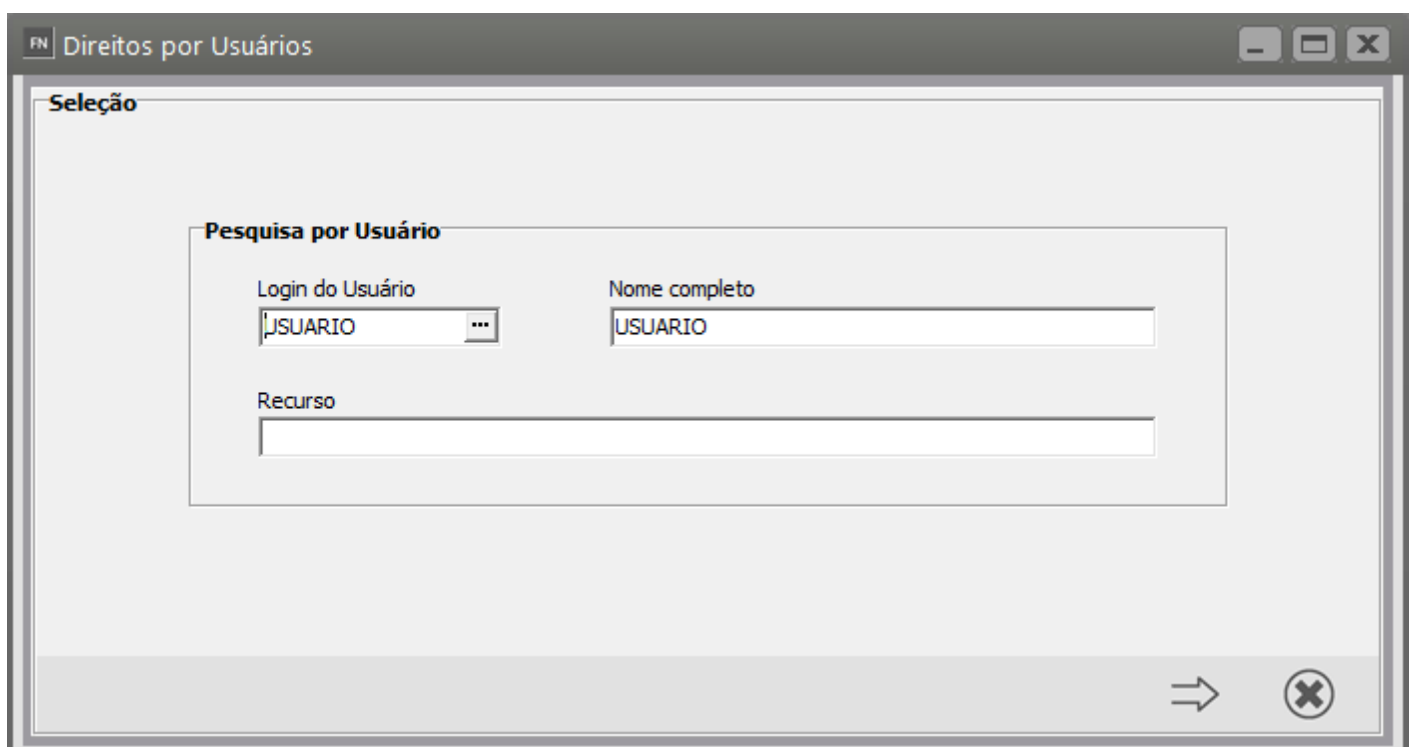 FN Direitos por Usuários
Seleção
Pesquisa por Usuário
Login do Usuário Nome completo
USUARIO ... USUARIO
Recurso